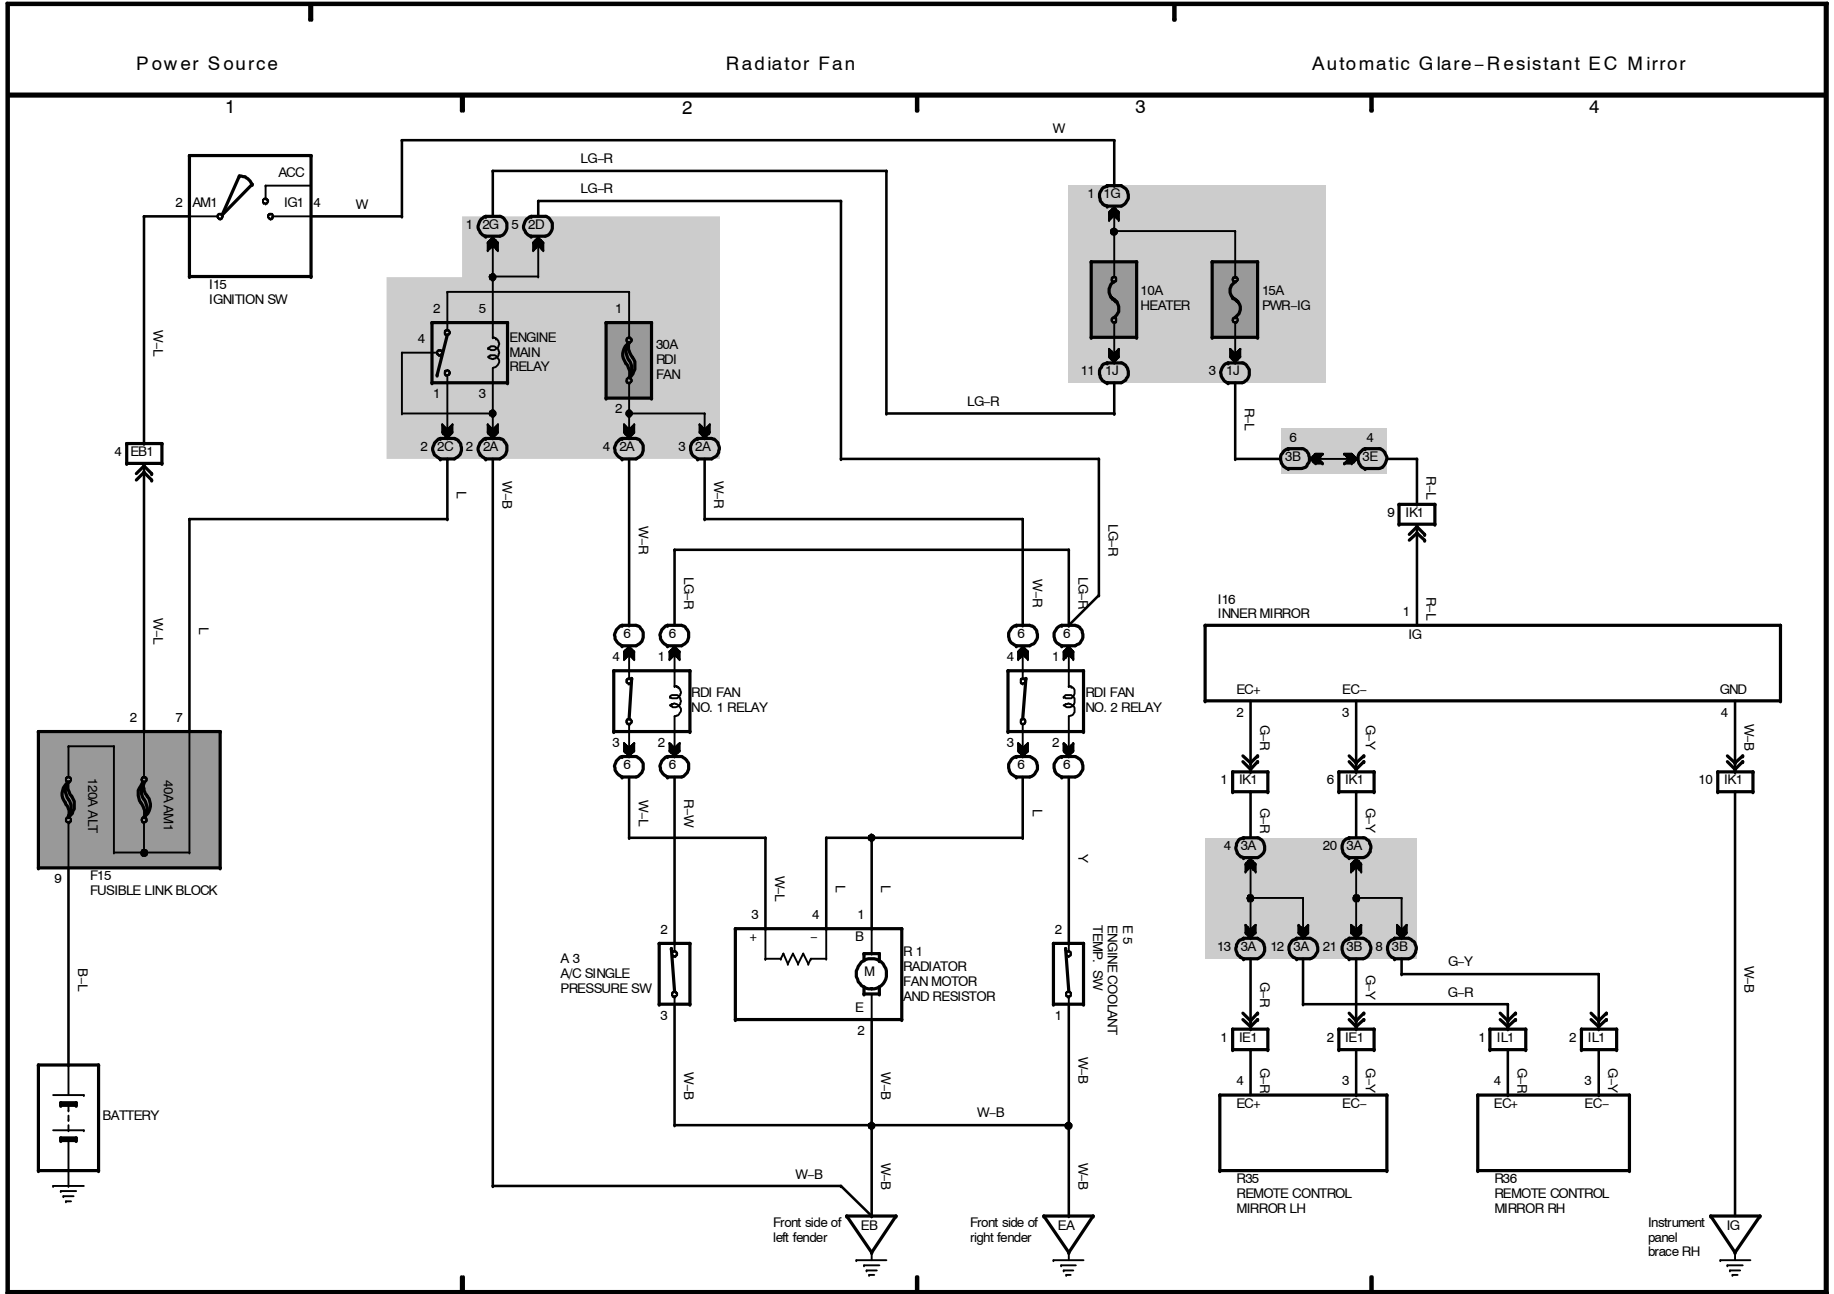 Power Source
Radiator Fan
Automatic Glare-Resistant EC Mirror
1
2
3
4
W
LG-R
LG-R
ACC
2
AM1
IG1
4
W
I15
IGNITION SW
1
2G
5
2D
1
1G
10A
HEATER
15A
PWR-IG
11
1J
3
1J
W-L
2
5
1
4
ENGINE
MAIN
RELAY
30A
RDI
FAN
1
3
2
LG-R
R-L
2
2C
2
2A
4
2A
3
2A
4
EB1
6
4
3B
3E
L
W-B
W-R
R-L
9
IK1
W-R
LG-R
LG-R
W-R
LG-R
W-L
L
6
6
6
6
4
1
4
1
RDI FAN
NO. 1 RELAY
RDI FAN
NO. 2 RELAY
3
2
3
2
6
6
6
6
I16
INNER MIRROR
1
R-L
IG
EC+
EC-
GND
2
3
4
G-R
G-Y
W-B
1
IK1
6
IK1
10
IK1
2
7
120A ALT
40A AM1
9
F15
FUSIBLE LINK BLOCK
W-L
R-W
L
Y
W-L
L
L
G-R
G-Y
4
3A
20
3A
13
3A
12
3A
21
3B
8
3B
2
3
4
1
2
+
-
B
M
E
A 3
A/C SINGLE
PRESSURE SW
R 1
RADIATOR
FAN MOTOR
AND RESISTOR
E 5
ENGINE COOLANT
TEMP. SW
3
2
1
G-Y
G-R
B-L
G-R
G-Y
W-B
1
IE1
2
IE1
1
IL1
2
IL1
W-B
W-B
W-B
4
G-R
3
G-Y
4
G-R
3
G-Y
EC+
EC-
EC+
EC-
BATTERY
W-B
W-B
W-B
W-B
R35
REMOTE CONTROL
MIRROR LH
R36
REMOTE CONTROL
MIRROR RH
Front side of
left fender
EB
Front side of
right fender
EA
Instrument
panel
brace RH
IG